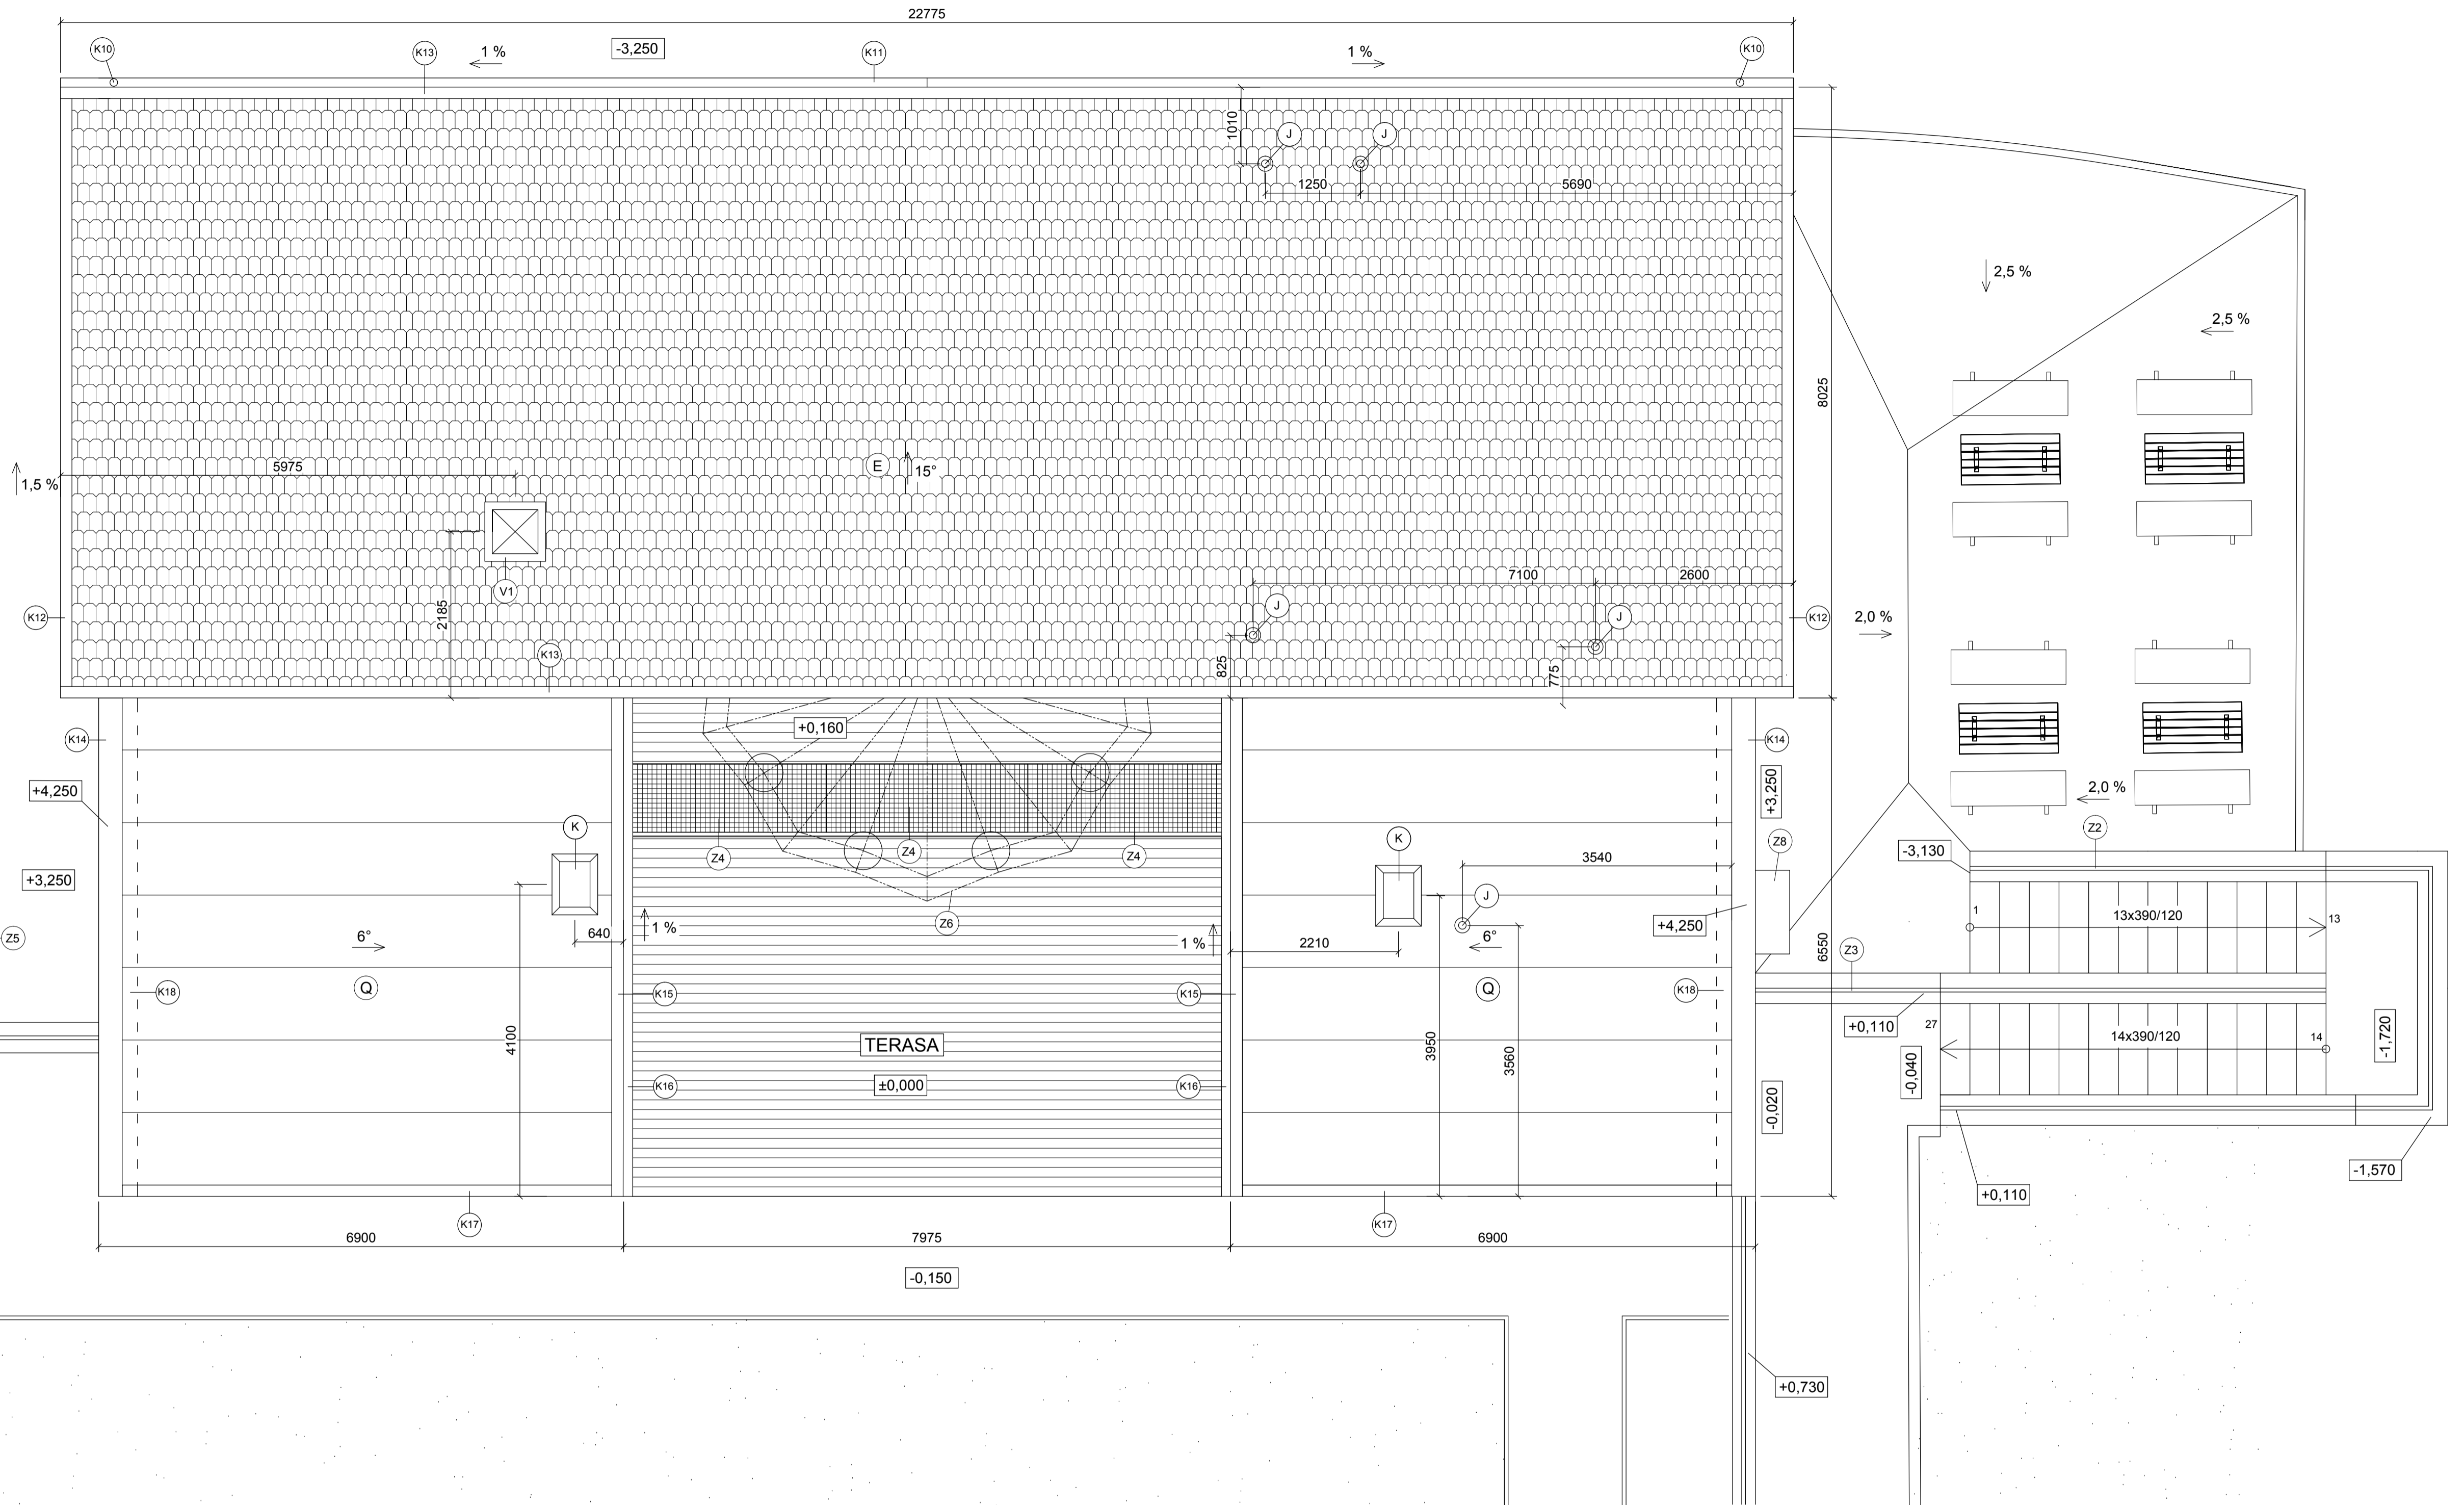 22775
K10
K13
1 %
-3,250
K11
1 %
K10
1010
J
J
1250
5690
2,5 %
2,5 %
8025
5975
E
15°
1,5 %
V1
2185
7100
2600
J
J
K12
K12
2,0 %
K13
825
775
K14
+0,160
K14
+4,250
+3,250
2,0 %
K
K
Z4
Z4
Z4
Z8
Z2
-3,130
3540
+3,250
J
Z6
+4,250
1
13x390/120
13
Z5
6°
640
1 %
1 %
2210
6°
6550
Z3
Q
K18
K15
K15
Q
K18
+0,110
27
14x390/120
14
-1,720
4100
TERASA
3950
3560
K16
±0,000
K16
-0,020
-0,040
-1,570
+0,110
K17
K17
6900
7975
6900
-0,150
+0,730